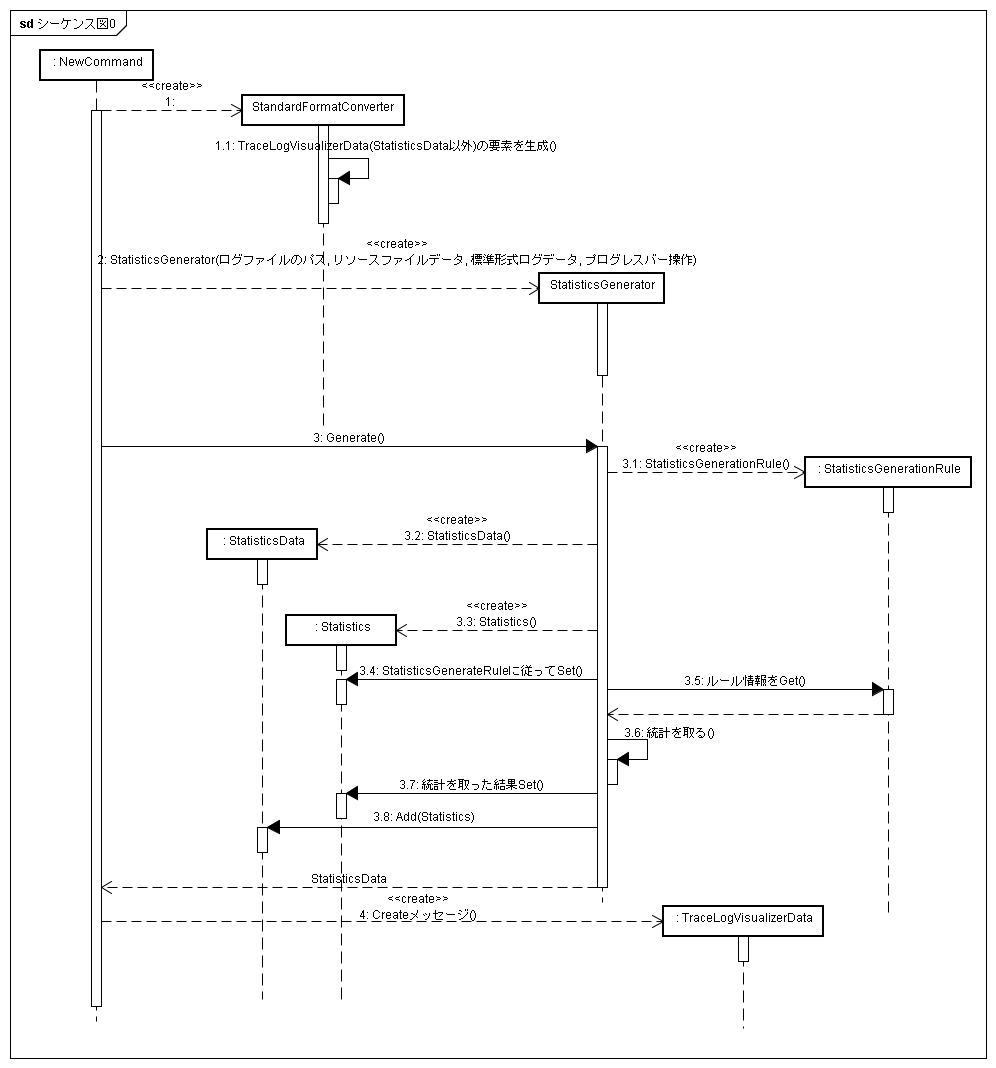 sd シーケンス図0
: NewCommand
<<create>>
1:
StandardFormatConverter
1.1: TraceLogVisualizerData(StatisticsData以外)の要素を生成()
<<create>>
2: StatisticsGenerator(ログファイルのパス, リソースファイルデータ, 標準形式ログデータ, プログレスバー操作)
StatisticsGenerator
3: Generate()
<<create>>
3.1: StatisticsGenerationRule()
: StatisticsGenerationRule
<<create>>
3.2: StatisticsData()
: StatisticsData
<<create>>
3.3: Statistics()
: Statistics
3.4: StatisticsGenerateRuleに従ってSet()
3.5: ルール情報をGet()
3.6: 統計を取る()
3.7: 統計を取った結果Set()
3.8: Add(Statistics)
StatisticsData
<<create>>
4: Createメッセージ()
: TraceLogVisualizerData